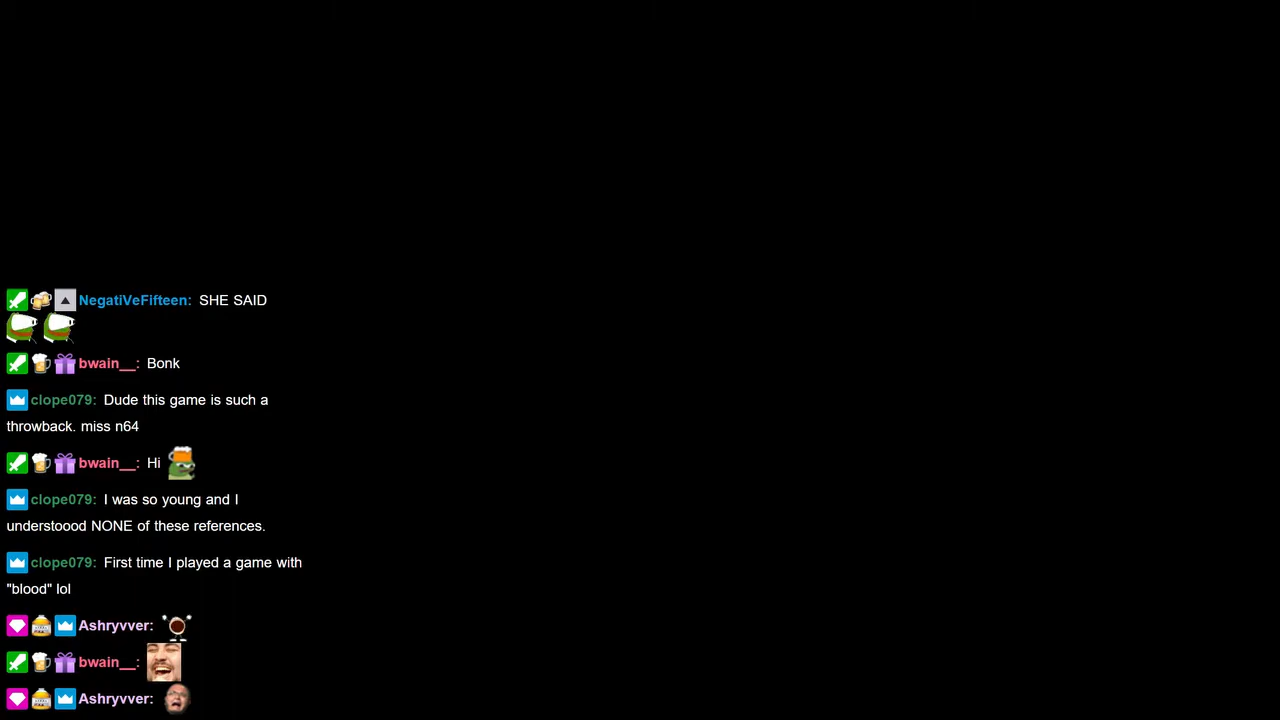 NegatiVeFifteen: SHE SAID
bwain__: Bonk
clope079: Dude this game is such a
throwback. miss n64
bwain__: Hi
clope079: I was so young and I
understoood NONE of these references.
clope079: First time I played a game with
"blood" lol
Ashryvver:
bwain__:
Ashryvver: